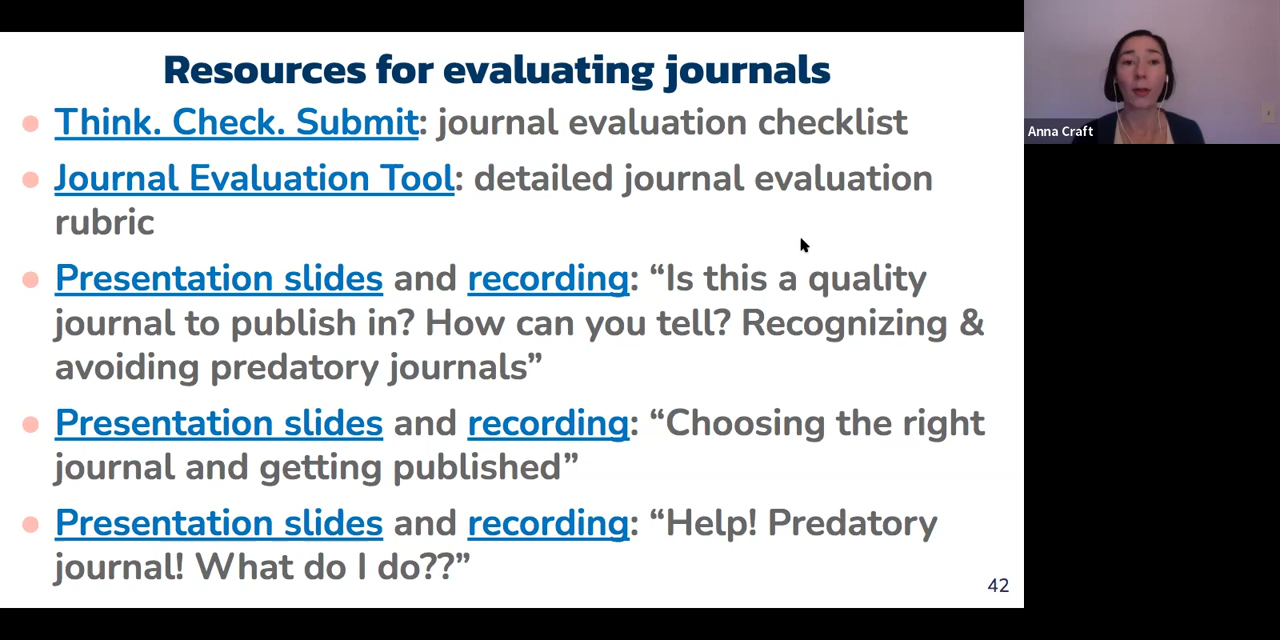 Resources for evaluating journals
Think. Check. Submit: journal evaluation checklist
Journal Evaluation Tool: detailed journal evaluation
rubric
Presentation slides and recording: “Is this a quality
journal to publish in? How can you tell? Recognizing &
avoiding predatory journals”
Presentation slides and recording: “Choosing the right
journal and getting published”
Presentation slides and recording: “Help! Predatory
journal! What do I do??”
42
Anna Craft